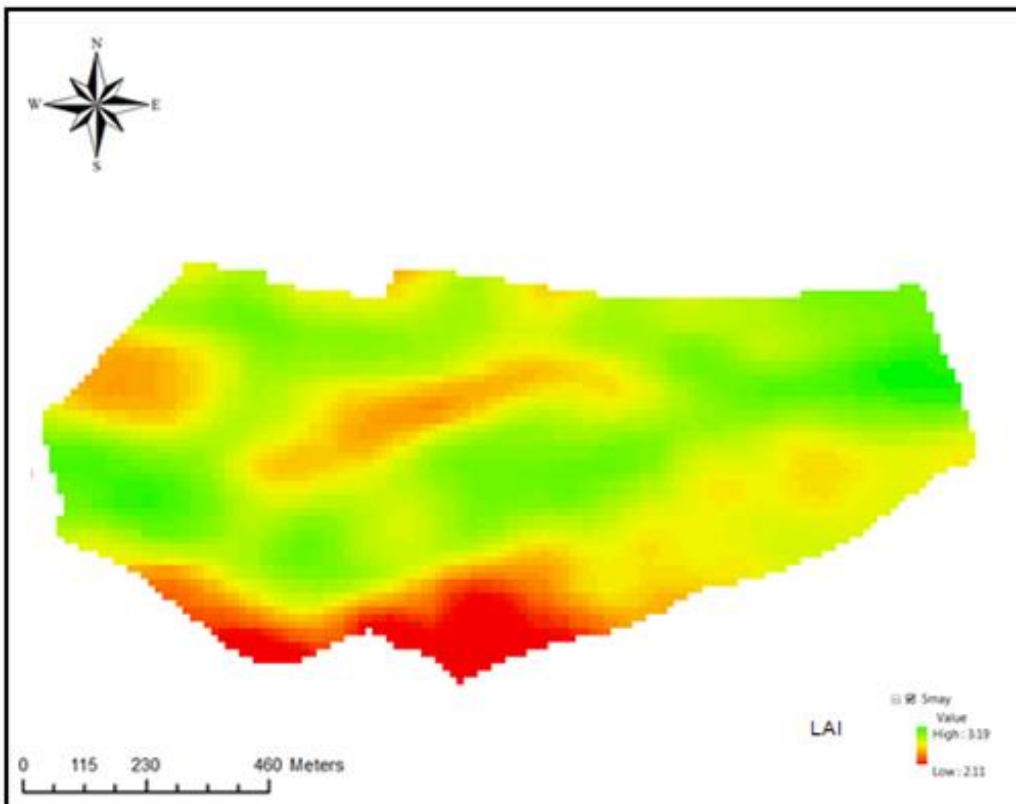 N
W E
S
5may
Value
LAI
High : 3.19
Low : 2.11
0 115 230 460 Meters